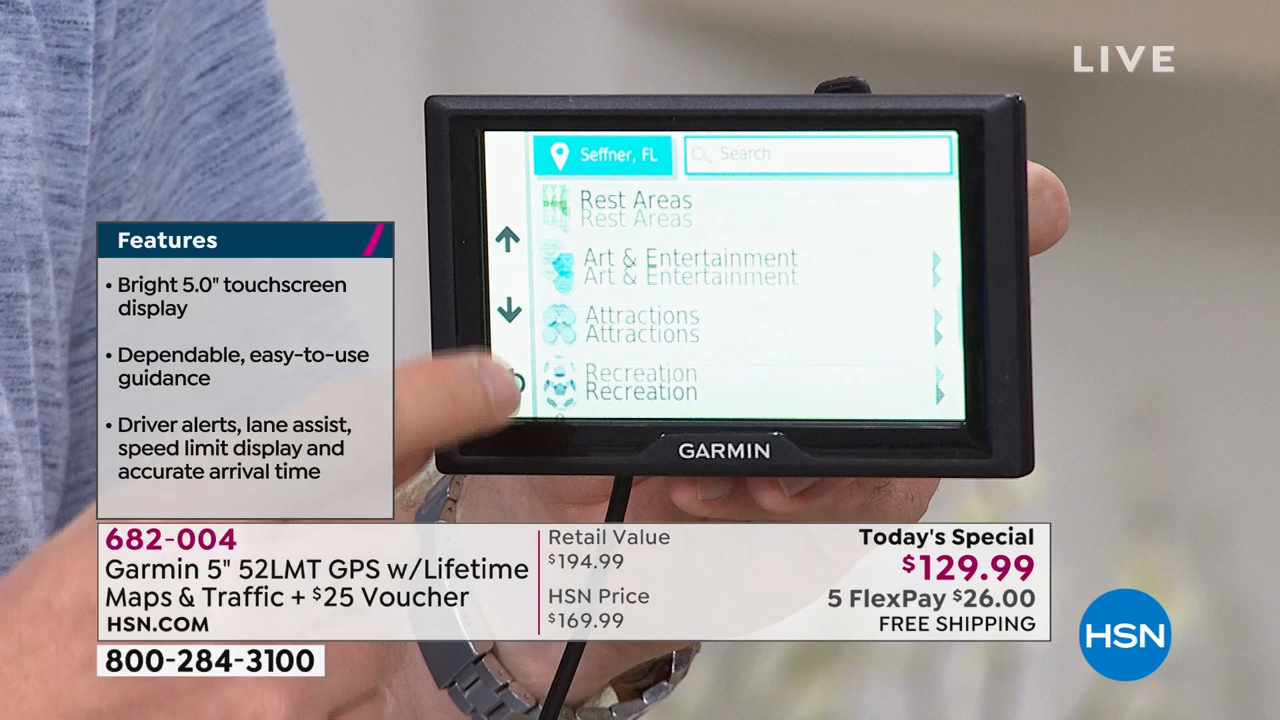 LIVE
Seffner, FL
Search
Rest Areas
Rest Areas
Art & Entertainment
Art & Entertainment
Attractions
Attractions
Recreation
Recreation
GARMIN
Features
• Bright 5.0" touchscreen
display
• Dependable, easy-to-use
guidance
• Driver alerts, lane assist,
speed limit display and
accurate arrival time
682-004
Garmin 5" 52LMT GPS w/Lifetime
Maps & Traffic + $25 Voucher
HSN.COM
Retail Value
$194.99
HSN Price
$169.99
Today's Special
$129.99
5 FlexPay $26.00
FREE SHIPPING
800-284-3100
HSN